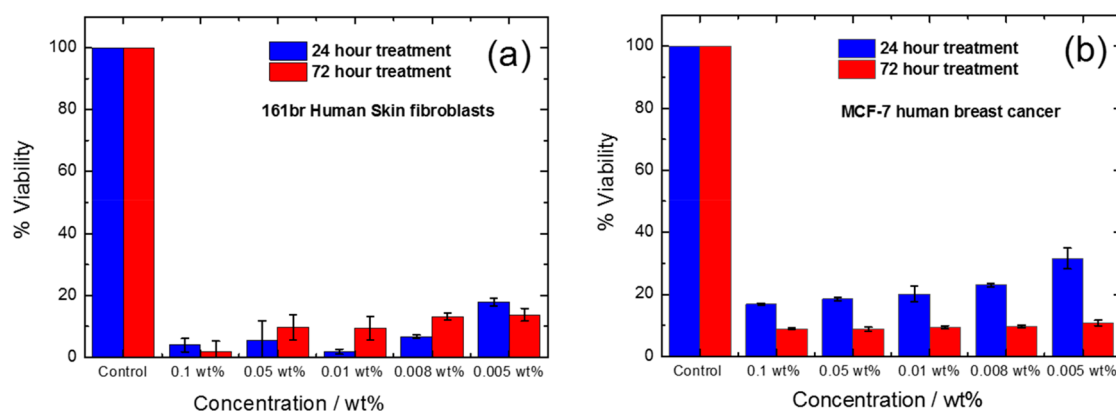 (a)
24 hour treatment
72 hour treatment
161br Human Skin fibroblasts
% Viability
100
80
60
40
20
0
Control 0.1 wt% 0.05 wt% 0.01 wt% 0.008 wt% 0.005 wt%
Concentration / wt%
(b)
24 hour treatment
72 hour treatment
MCF-7 human breast cancer
% Viability
100
80
60
40
20
0
Control 0.1 wt% 0.05 wt% 0.01 wt% 0.008 wt% 0.005 wt%
Concentration / wt%